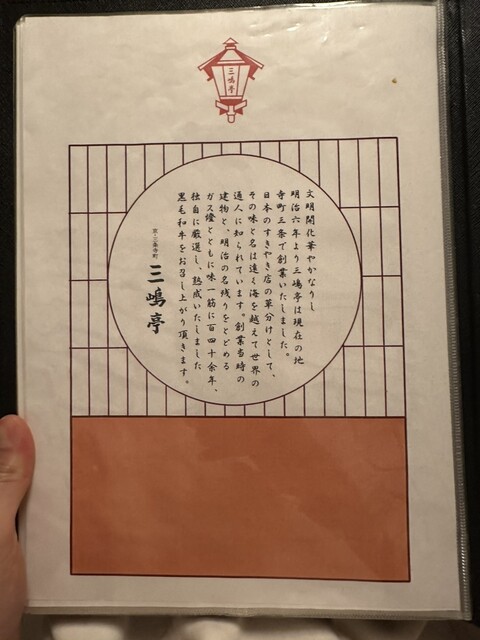 三嶋亭
文明開化華やかなりし
明治六年より三嶋亭は現在の地
寺町三条で創業いたしました。
日本のすきやき店の草分けとして、
その味と名は遠く海を越えて世界の
通人に知られています。創業当時の
建物と、明治の名残りをとどめる
ガス燈とともに味一筋に百四十余年、
独自に厳選し、熟成いたしました
黒毛和牛をお召し上がり頂きます。
京・三条寺町
三嶋亭